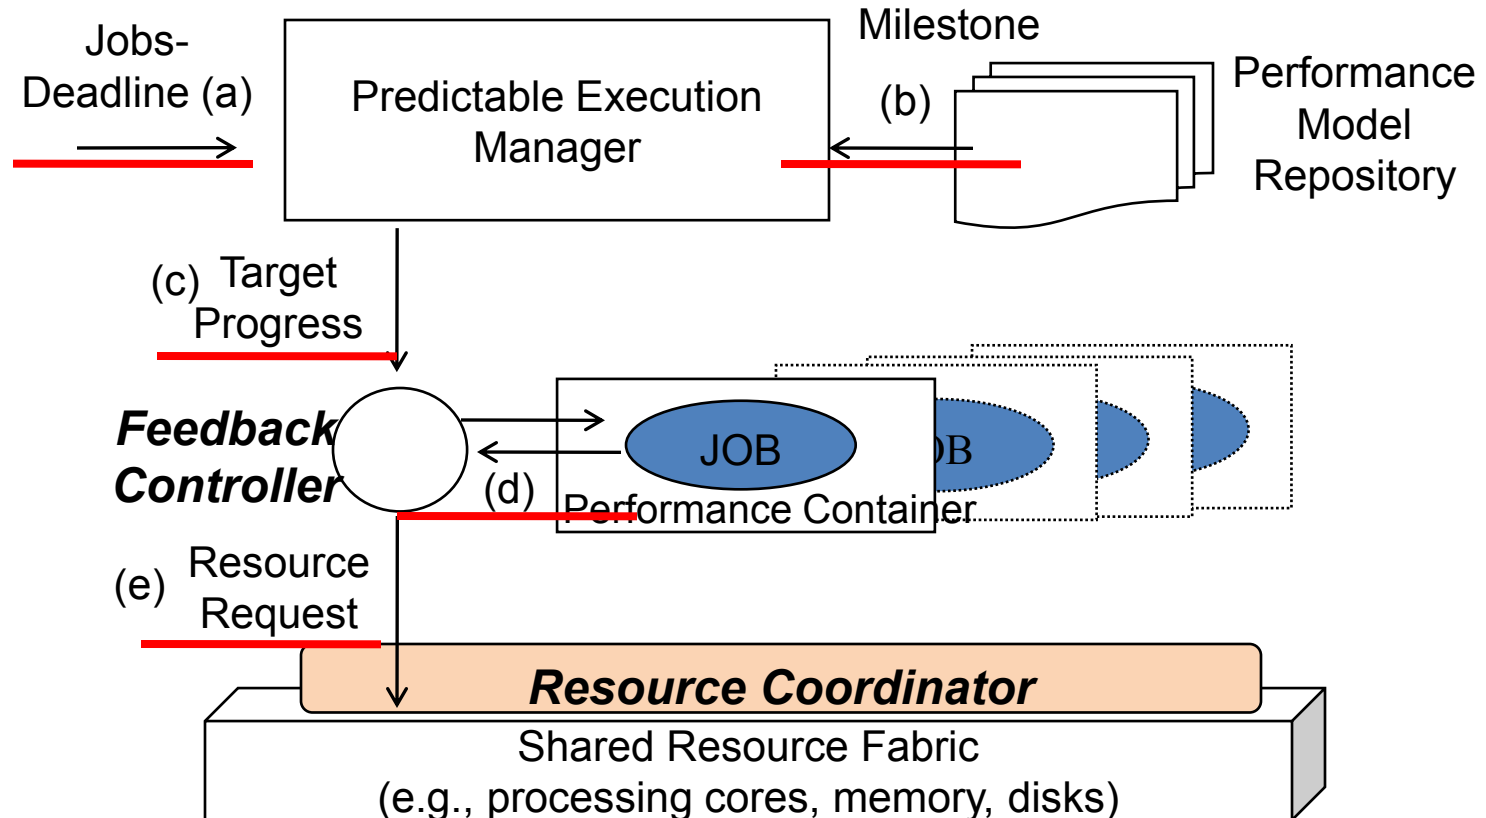 Jobs-
Deadline (a)
Predictable Execution
Manager
Milestone
(b)
Performance
Model
Repository
(c) Target
Progress
Feedback
Controller
(d)
JOB
OB
Performance Container
(e) Resource
Request
Resource Coordinator
Shared Resource Fabric
(e.g., processing cores, memory, disks)